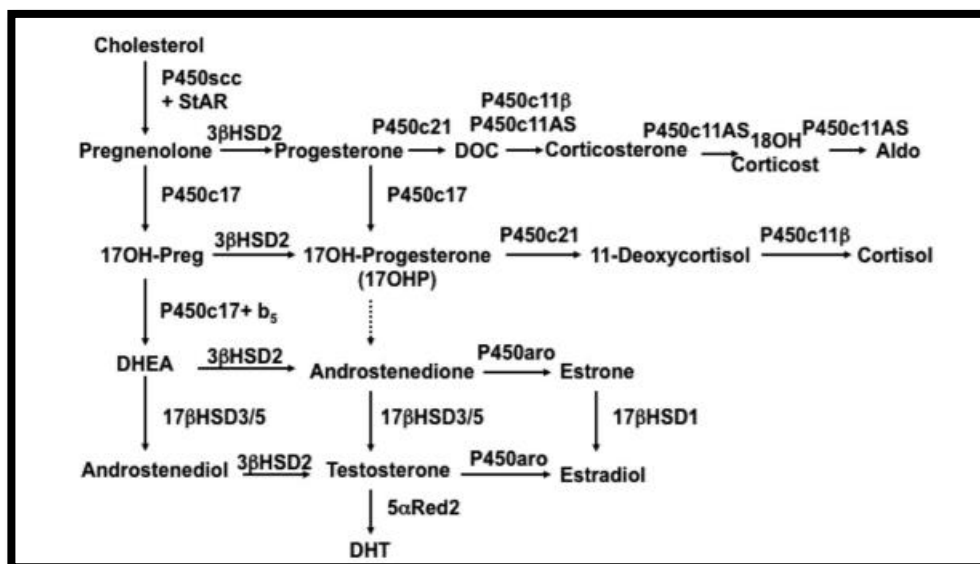 Cholesterol
P450scc
+ StAR
P450c11β
3βHSD2 P450c21 P450c11AS P450c11AS 18OH P450c11AS
Pregnenolone Progesterone DOC Corticosterone Corticost Aldo
P450c17 P450c17
3βHSD2 P450c21 P450c11β
17OH-Preg 17OH-Progesterone 11-Deoxycortisol Cortisol
(17OHP)
P450c17+ b₅
3βHSD2 P450aro
DHEA Androstenedione Estrone
17βHSD3/5 17βHSD3/5 17βHSD1
3βHSD2 P450aro
Androstenediol Testosterone Estradiol
5αRed2
DHT